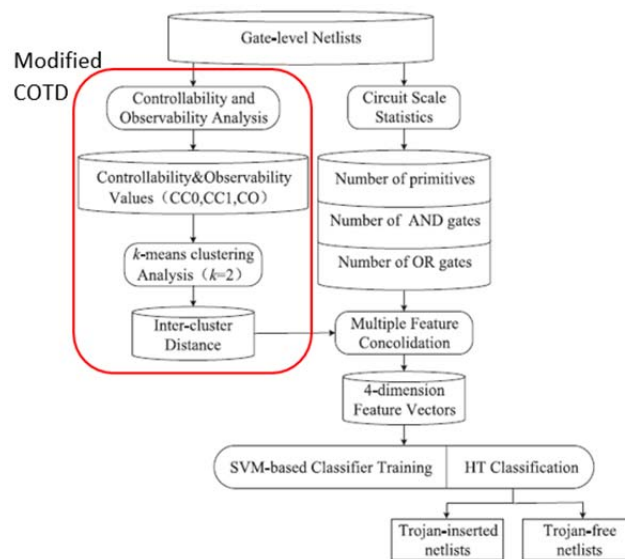 Gate-level Netlists
Modified
COTD
Controllability and
Observability Analysis
Circuit Scale
Statistics
Controllability&Observability
Values（CC0,CC1,CO）
Number of primitives
Number of AND gates
Number of OR gates
k-means clustering
Analysis（k=2）
Inter-cluster
Distance
Multiple Feature
Concolidation
4-dimension
Feature Vectors
SVM-based Classifier Training
HT Classification
Trojan-inserted
netlists
Trojan-free
netlists